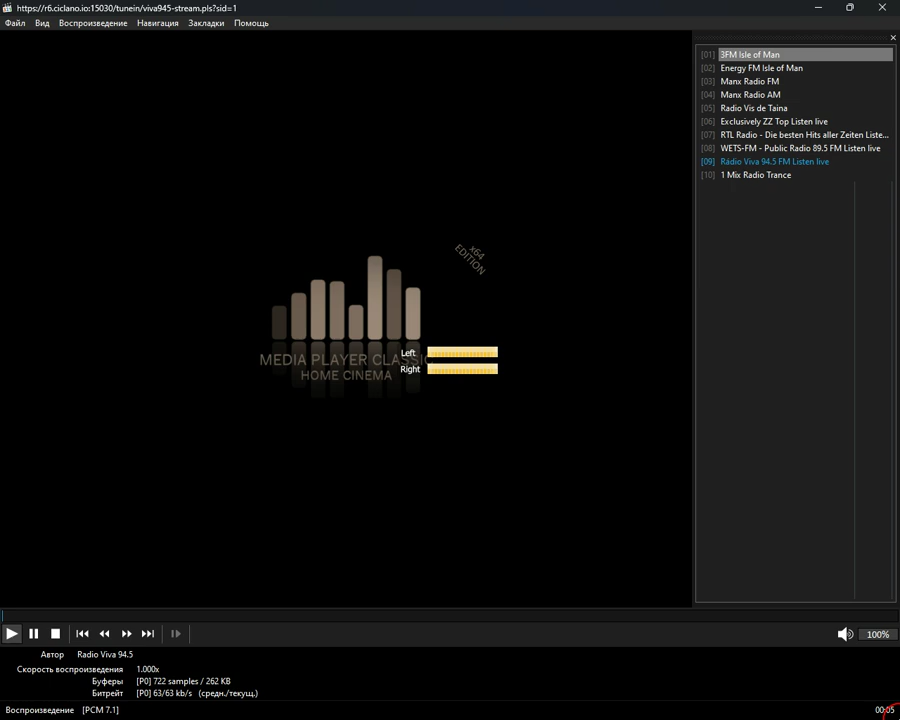 https://r6.ciclano.io:15030/tunein/viva945-stream.pls?sid=1
Файл Вид Воспроизведение Навигация Закладки Помощь
[01] 3FM Isle of Man
[02] Energy FM Isle of Man
[03] Manx Radio FM
[04] Manx Radio AM
[05] Radio Vis de Taina
[06] Exclusively ZZ Top Listen live
[07] RTL Radio - Die besten Hits aller Zeiten Liste...
[08] WETS-FM - Public Radio 89.5 FM Listen live
[09] Rádio Viva 94.5 FM Listen live
[10] 1 Mix Radio Trance
x64
EDITION
Left
MEDIA PLAYER CLASSIC
HOME CINEMA
Right
100%
Автор Radio Viva 94.5
Скорость воспроизведения 1.000x
Буферы [P0] 722 samples / 262 KB
Битрейт [P0] 63/63 kb/s (средн./текущ.)
Воспроизведение [PCM 7.1]
00:05